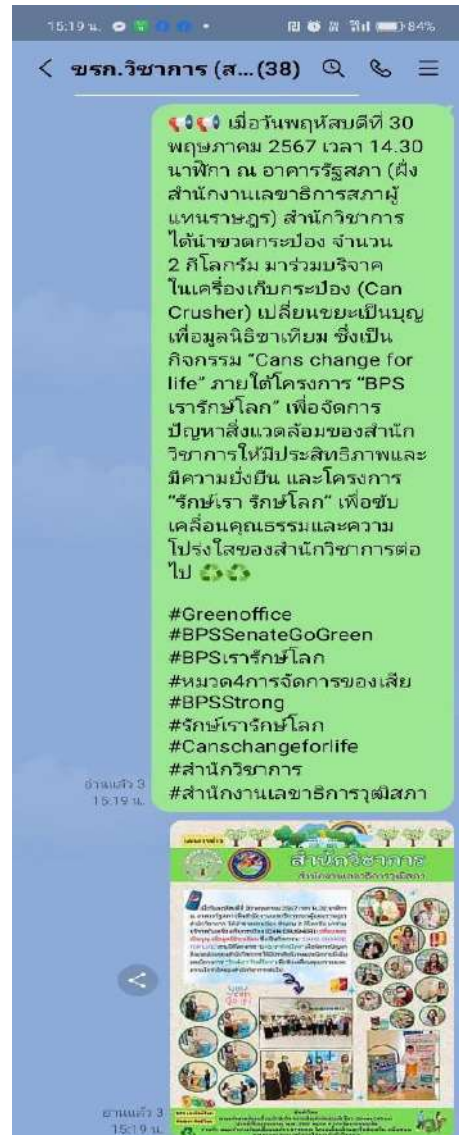 15:19 น.
84%
ขรก.วิชาการ (ส...(38)
เมื่อวันพฤหัสบดีที่ 30
พฤษภาคม 2567 เวลา 14.30
นาฬิกา ณ อาคารรัฐสภา (ฝั่ง
สำนักงานเลขาธิการสภาผู้
แทนราษฎร) สำนักวิชาการ
ได้นำขวดกระป๋อง จำนวน
2 กิโลกรัม มาร่วมบริจาค
ในเครื่องเก็บกระป๋อง (Can
Crusher) เปลี่ยนขยะเป็นบุญ
เพื่อมูลนิธิขาเทียม ซึ่งเป็น
กิจกรรม “Cans change for
life” ภายใต้โครงการ “BPS
เรารักษ์โลก” เพื่อจัดการ
ปัญหาสิ่งแวดล้อมของสำนัก
วิชาการให้มีประสิทธิภาพและ
มีความยั่งยืน และโครงการ
“รักษ์เรา รักษ์โลก” เพื่อขับ
เคลื่อนคุณธรรมและความ
โปร่งใสของสำนักวิชาการต่อ
ไป
#Greenoffice
#BPSSenateGoGreen
#BPSเรารักษ์โลก
#หมวด4การจัดการของเสีย
#BPSStrong
#รักษ์เรารักษ์โลก
#Canschangeforlife
#สำนักวิชาการ
#สำนักงานเลขาธิการวุฒิสภา
อ่านแล้ว 3
15:19 น.
สำนักวิชาการ
สำนักงานเลขาธิการวุฒิสภา
อ่านแล้ว 3
15:19 น.